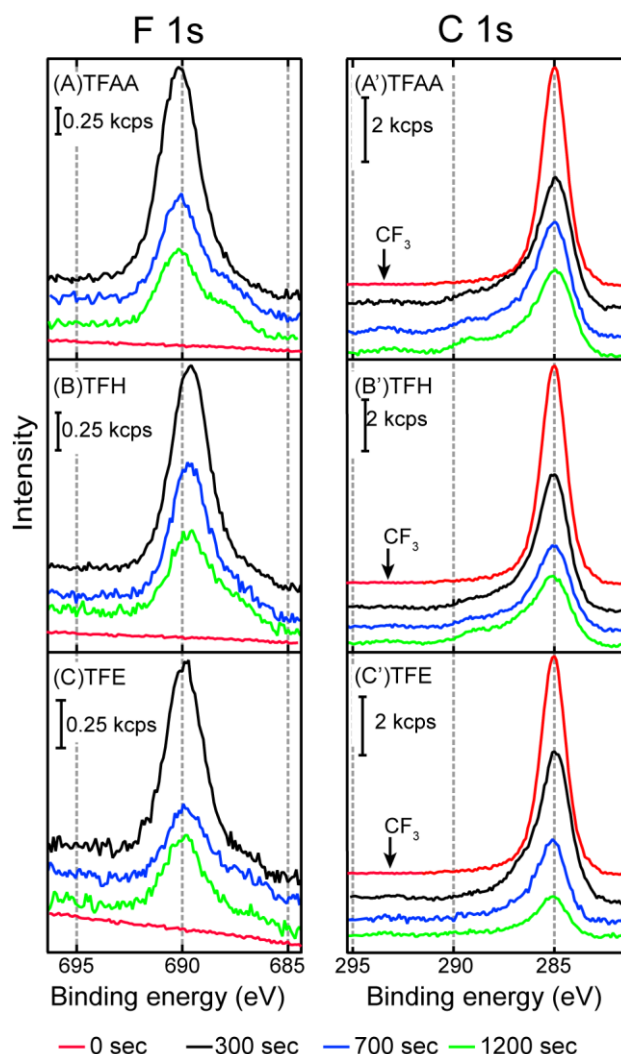 F 1s C 1s
(A)TFAA
0.25 kcps
(A')TFAA
2 kcps
CF3
(B)TFH
0.25 kcps
(B')TFH
2 kcps
CF3
(C)TFE
0.25 kcps
(C')TFE
2 kcps
CF3
Intensity
695 690 685
295 290 285
Binding energy (eV) Binding energy (eV)
0 sec 300 sec 700 sec 1200 sec